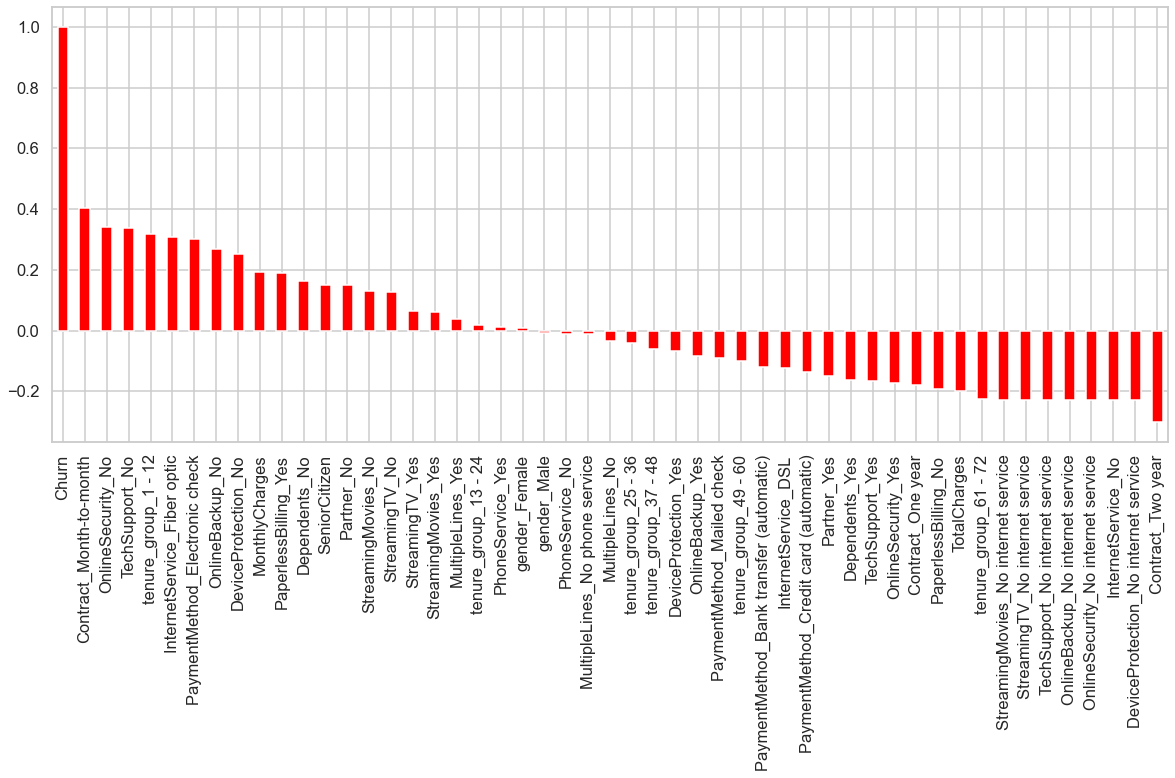 1.0
0.8
0.6
0.4
0.2
0.0
−0.2
Churn
Contract_Month-to-month
OnlineSecurity_No
TechSupport_No
tenure_group_1 - 12
InternetService_Fiber optic
PaymentMethod_Electronic check
OnlineBackup_No
DeviceProtection_No
MonthlyCharges
PaperlessBilling_Yes
Dependents_No
SeniorCitizen
Partner_No
StreamingMovies_No
StreamingTV_No
StreamingTV_Yes
StreamingMovies_Yes
MultipleLines_Yes
tenure_group_13 - 24
PhoneService_Yes
gender_Female
gender_Male
PhoneService_No
MultipleLines_No phone service
MultipleLines_No
tenure_group_25 - 36
tenure_group_37 - 48
DeviceProtection_Yes
OnlineBackup_Yes
PaymentMethod_Mailed check
tenure_group_49 - 60
PaymentMethod_Bank transfer (automatic)
InternetService_DSL
PaymentMethod_Credit card (automatic)
Partner_Yes
Dependents_Yes
TechSupport_Yes
OnlineSecurity_Yes
Contract_One year
PaperlessBilling_No
TotalCharges
tenure_group_61 - 72
StreamingMovies_No internet service
StreamingTV_No internet service
TechSupport_No internet service
OnlineBackup_No internet service
OnlineSecurity_No internet service
InternetService_No
DeviceProtection_No internet service
Contract_Two year